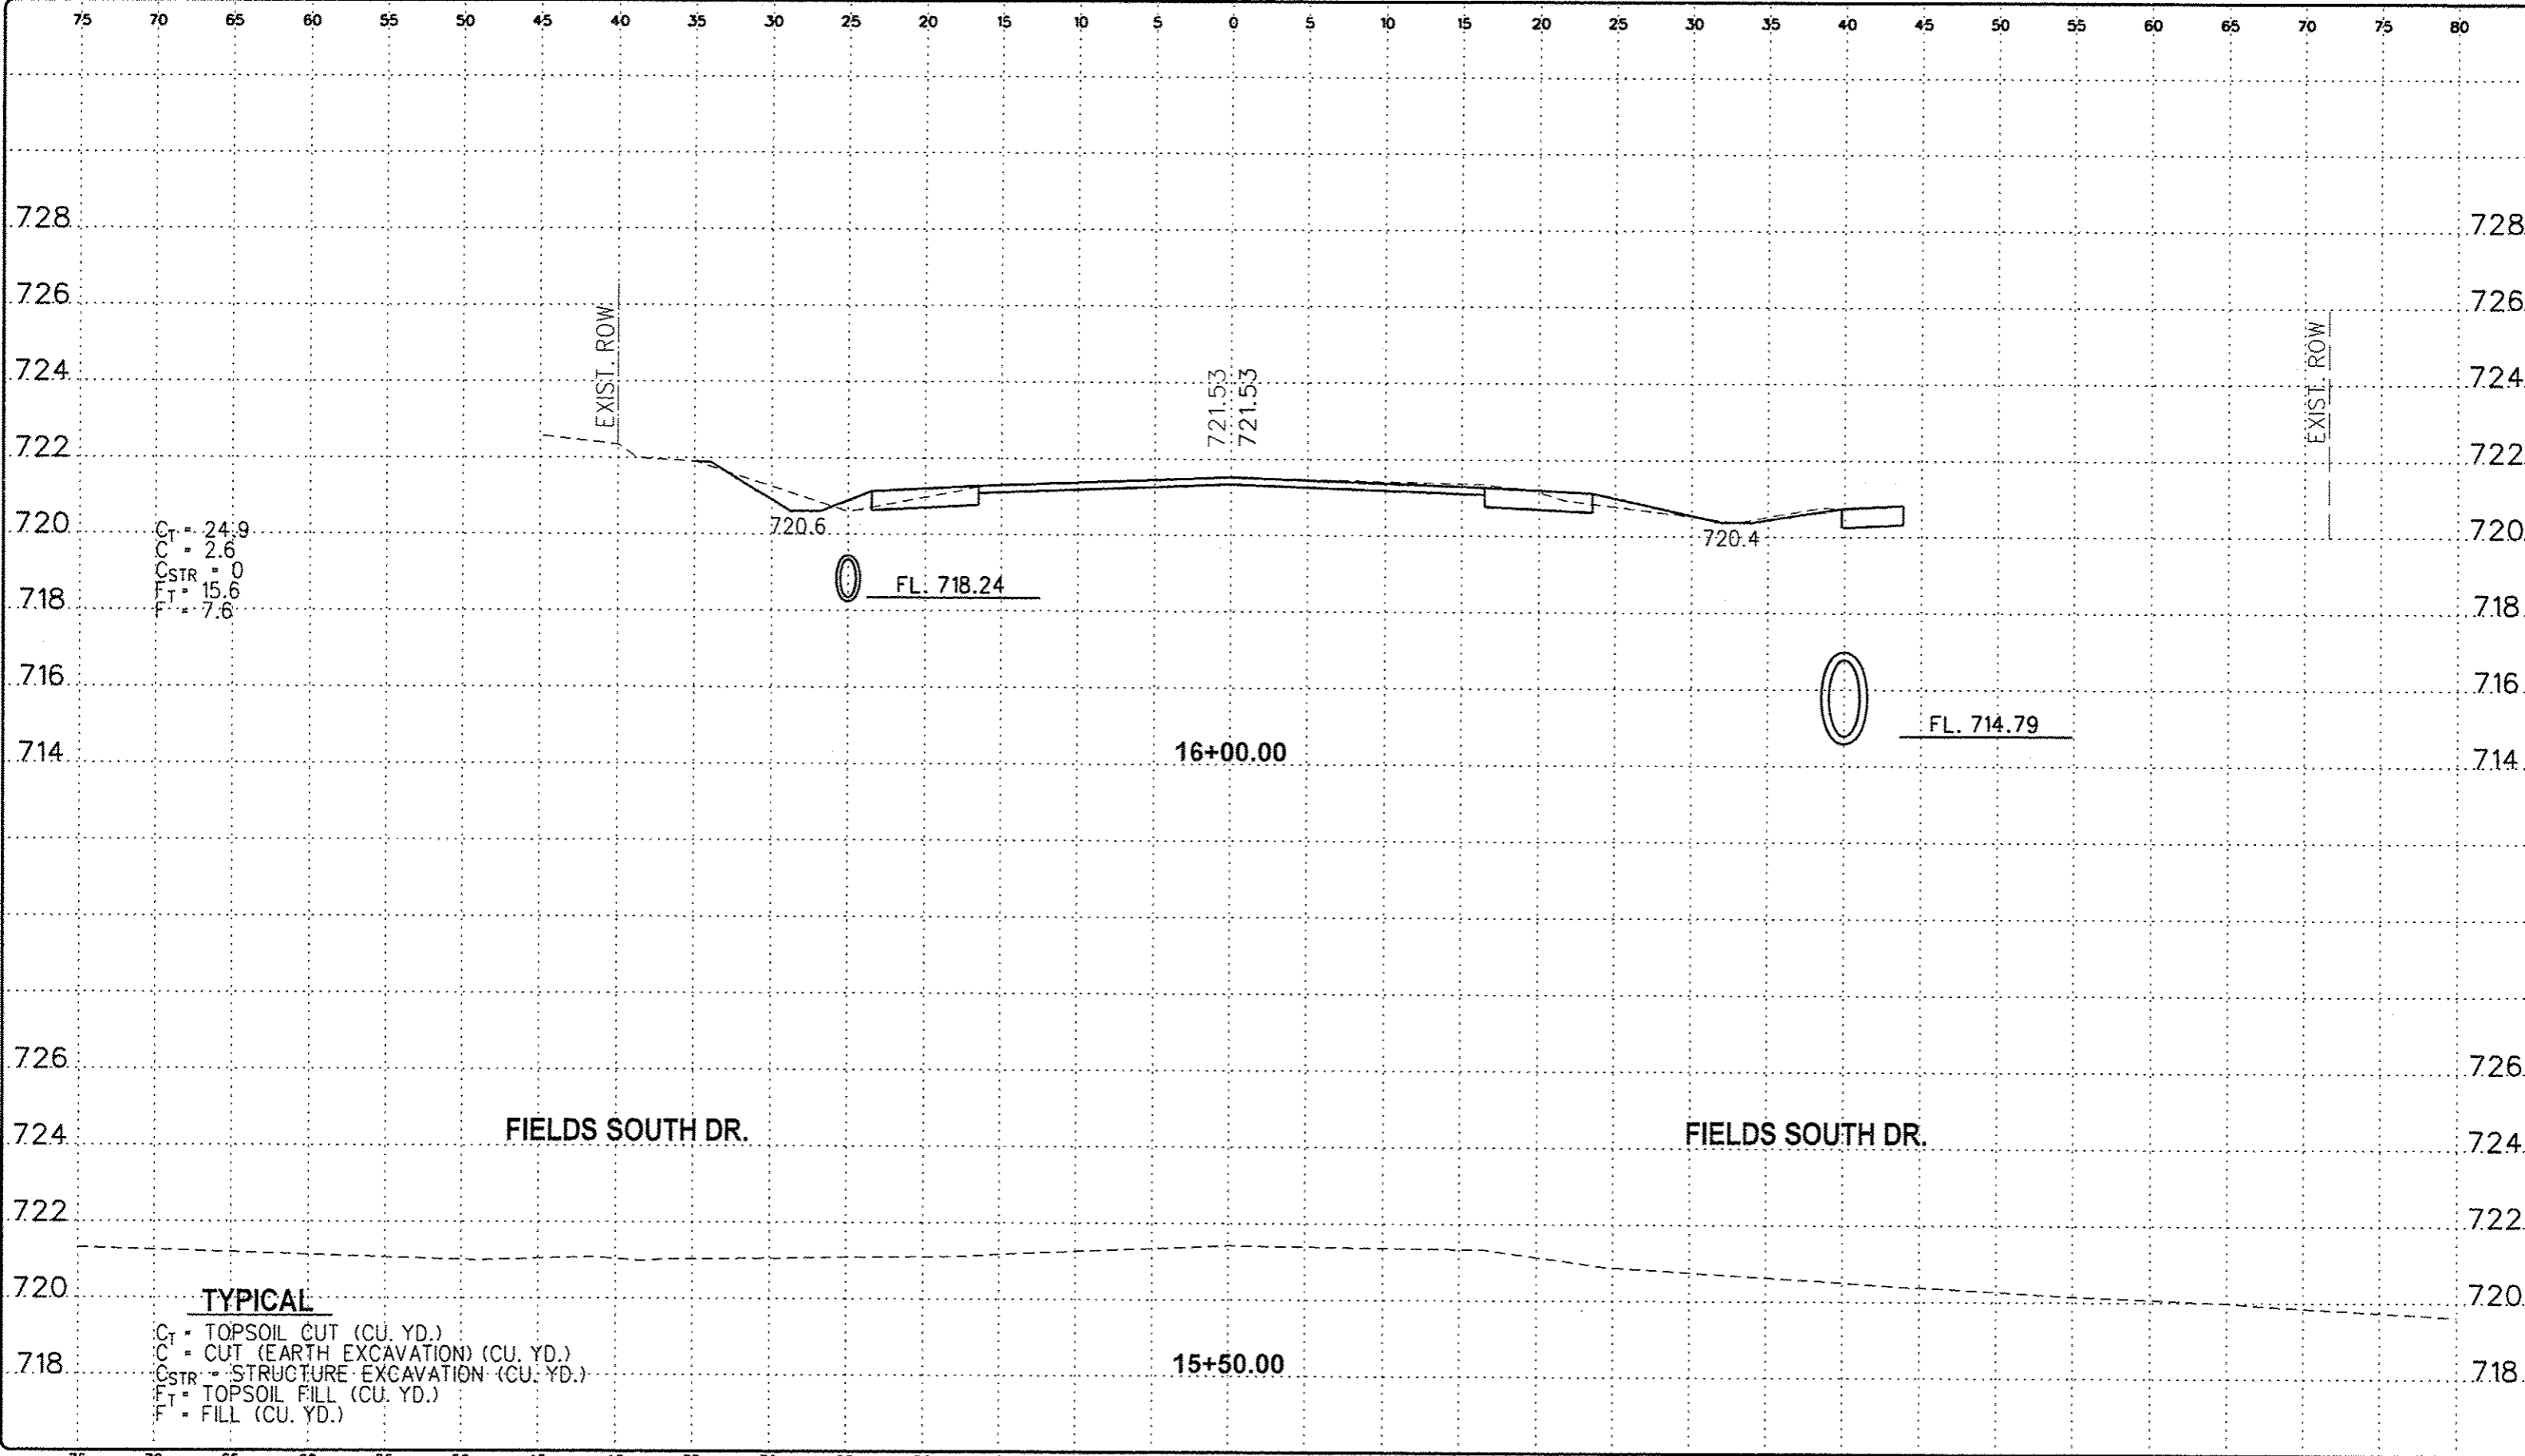 75 70 65 60 55 50 45 40 35 30 25 20 15 10 5 0 5 10 15 20 25 30 35 40 45 50 55 60 65 70 75 80
728 728
726 726
EXIST. ROW
EXIST. ROW
724 724
721.53
721.53
722 722
720 720
720.6
720.4
CT = 24.9
C = 2.6
CSTR = 0
FT = 15.6
F = 7.6
FL. 718.24
718 718
716 716
FL. 714.79
714 714
16+00.00
726 726
FIELDS SOUTH DR. FIELDS SOUTH DR.
724 724
722 722
720 720
TYPICAL
CT = TOPSOIL CUT (CU. YD.)
C = CUT (EARTH EXCAVATION) (CU. YD.)
CSTR = STRUCTURE EXCAVATION (CU. YD.)
FT = TOPSOIL FILL (CU. YD.)
F = FILL (CU. YD.)
718 718
15+50.00